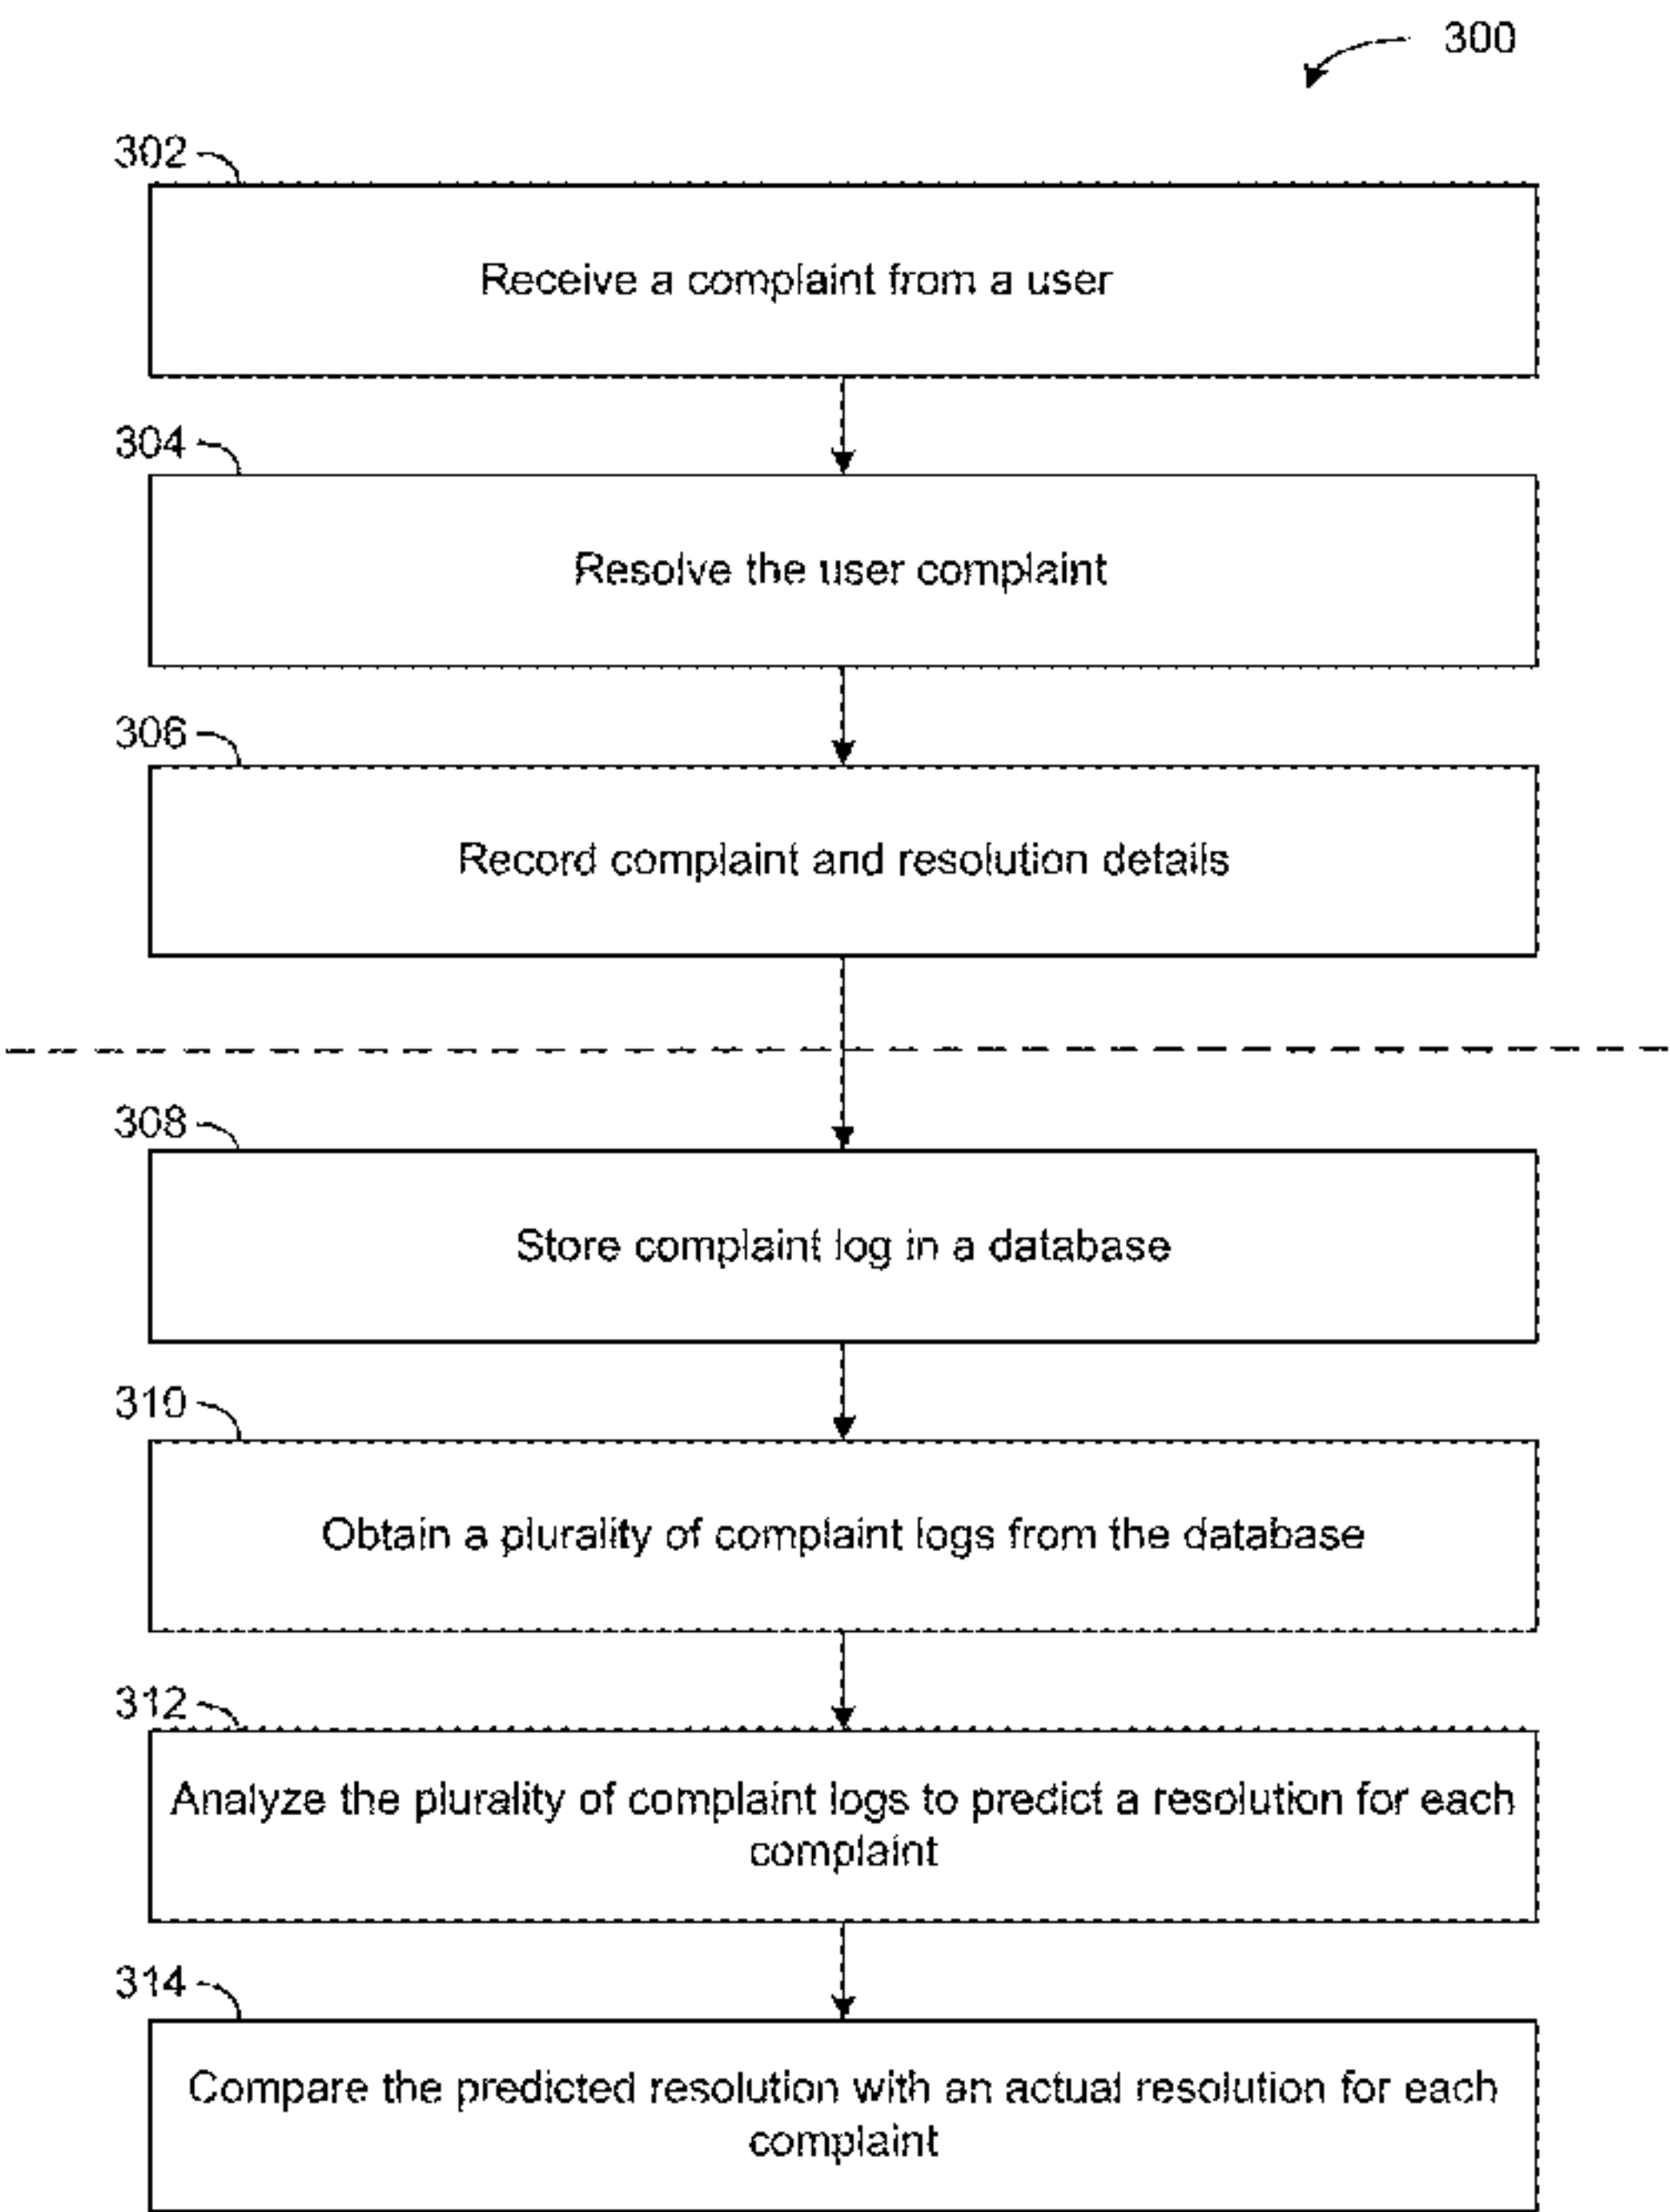 300
302
Receive a complaint from a user
304
Resolve the user complaint
306
Record complaint and resolution details
308
Store complaint log in a database
310
Obtain a plurality of complaint logs from the database
312
Analyze the plurality of complaint logs to predict a resolution for each
complaint
314
Compare the predicted resolution with an actual resolution for each
complaint